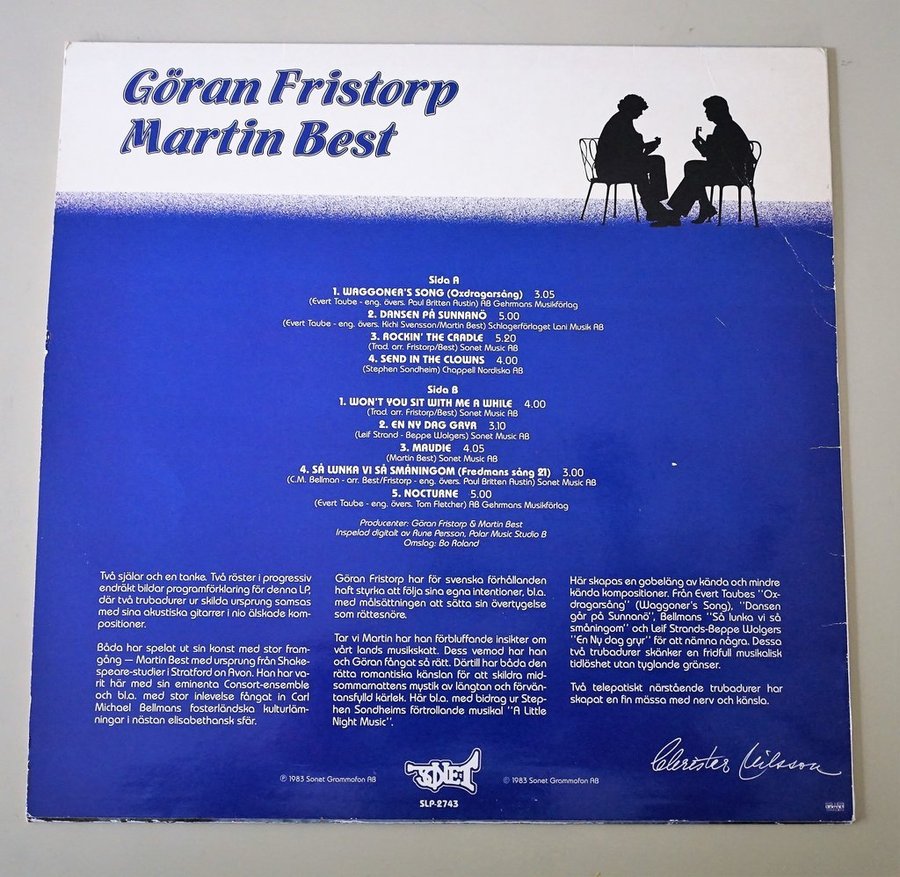 Göran Fristorp
Martin Best
Sida A
1. WAGGONER'S SONG (Oxdragarsång) 3.05
(Evert Taube - eng. övers. Paul Britten Austin) AB Gehrmans Musikförlag
2. DANSEN PÅ SUNNANÖ 5.00
(Evert Taube - eng. övers. Kichi Svensson/Martin Best) Schlagerförlaget Lani Musik AB
3. ROCKIN' THE CRADLE 5.20
(Trad. arr. Fristorp/Best) Sonet Music AB
4. SEND IN THE CLOWNS 4.00
(Stephen Sondheim) Chappell Nordiska AB
Sida B
1. WON'T YOU SIT WITH ME A WHILE 4.00
(Trad. arr. Fristorp/Best) Sonet Music AB
2. EN NY DAG GRYR 3.10
(Leif Strand - Beppe Wolgers) Sonet Music AB
3. MAUDIE 4.05
(Martin Best) Sonet Music AB
4. SÅ LUNKA VI SÅ SMÅNINGOM (Fredmans sång 21) 3.00
(C.M. Bellman - arr. Best/Fristorp - eng. övers. Paul Britten Austin) Sonet Music AB
5. NOCTURNE 5.00
(Evert Taube - eng. övers. Tom Fletcher) AB Gehrmans Musikförlag
Producenter: Göran Fristorp & Martin Best
Inspelad digitalt av Rune Persson, Polar Music Studio B
Omslag: Bo Roland
Två själar och en tanke. Två röster i progressiv
endräkt bildar programförklaring för denna LP,
där två trubadurer ur skilda ursprung samsas
med sina akustiska gitarrer i nio älskade kom-
positioner.
Båda har spelat ut sin konst med stor fram-
gång — Martin Best med ursprung från Shake-
speare-studier i Stratford on Avon. Han har va-
rit här med sin eminenta Consort-ensemble
och bl.a. med stor inlevelse fångat in Carl
Michael Bellmans fosterländska kulturläm-
ningar i nästan elisabethansk sfär.
Göran Fristorp har för svenska förhållanden
haft styrka att följa sina egna intentioner, bl.a.
med målsättningen att sätta sin övertygelse
som rättesnöre.
Tar vi Martin har han förbluffande insikter om
vårt lands musikskatt. Dess vemod har han
och Göran fångat så rätt. Därtill har båda den
rätta romantiska känslan för att skildra mid-
sommarnattens mystik av längtan och förvän-
tansfylld kärlek. Här bl.a. med bidrag ur Step-
hen Sondheims förtrollande musikal "A Little
Night Music".
Här skapas en gobeläng av kända och mindre
kända kompositioner. Från Evert Taubes "Ox-
dragarsång" (Waggoner's Song), "Dansen
går på Sunnanö", Bellmans "Så lunka vi så
småningom" och Leif Strands-Beppe Wolgers
"En Ny dag gryr" för att nämna några. Dessa
två trubadurer skänker en fridfull musikalisk
tidlöshet utan tyglande gränser.
Två telepatiskt närstående trubadurer har
skapat en fin mässa med nerv och känsla.
Christer Nilsson
℗ 1983 Sonet Grammofon AB
SONET
© 1983 Sonet Grammofon AB
SLP-2743